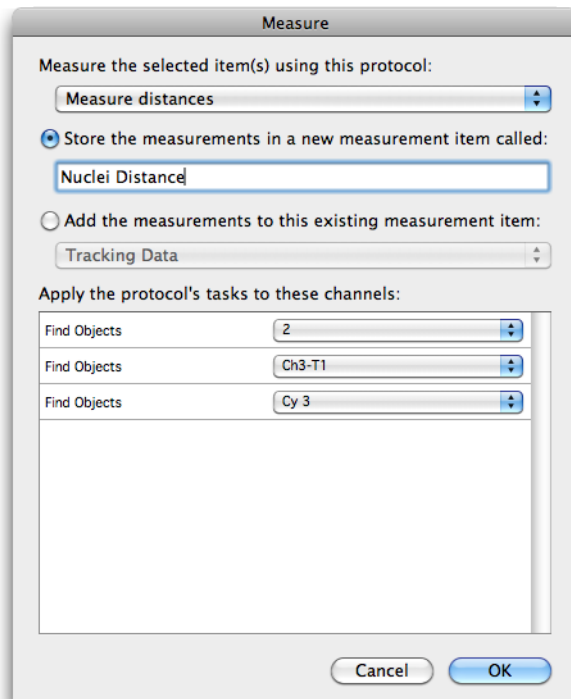 Measure
Measure the selected item(s) using this protocol:
Measure distances
Store the measurements in a new measurement item called:
Nuclei Distance
Add the measurements to this existing measurement item:
Tracking Data
Apply the protocol's tasks to these channels:
Find Objects 2
Find Objects Ch3-T1
Find Objects Cy 3
Cancel OK